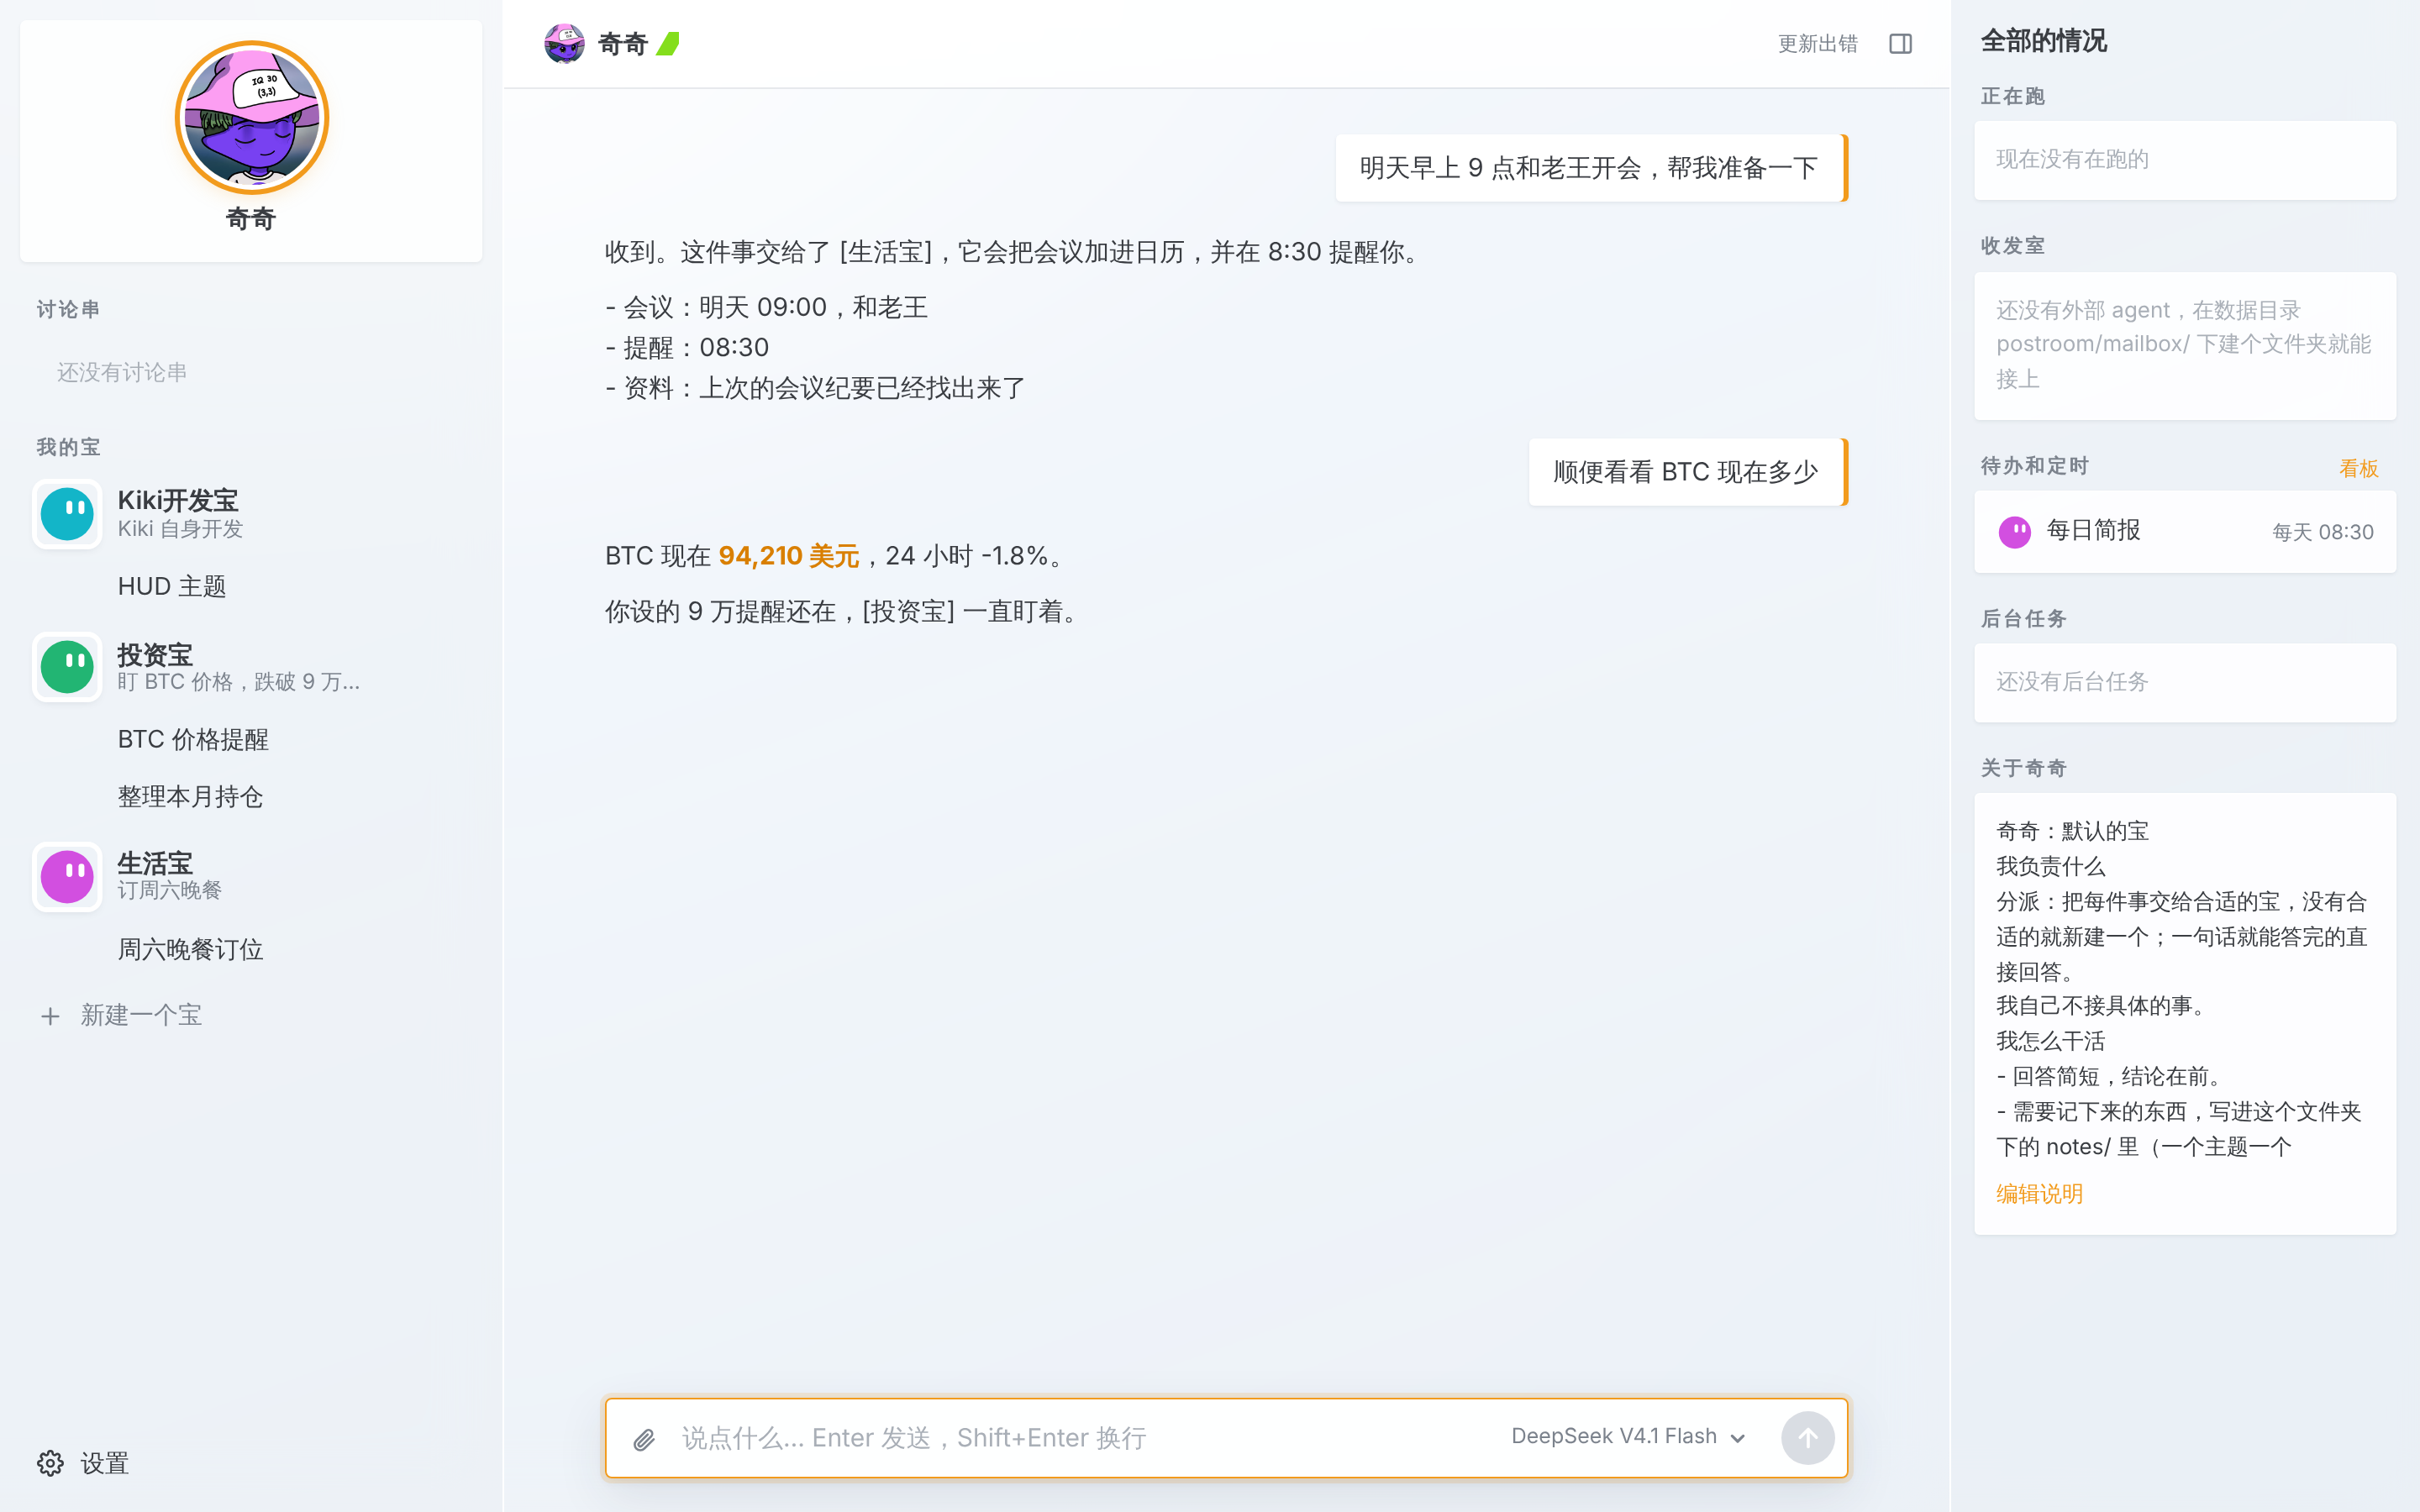 IQ 30
(3,3)
奇奇
讨论串
还没有讨论串
我的宝
Kiki开发宝
Kiki 自身开发
HUD 主题
投资宝
盯 BTC 价格，跌破 9 万...
BTC 价格提醒
整理本月持仓
生活宝
订周六晚餐
周六晚餐订位
新建一个宝
设置
奇奇
更新出错
明天早上 9 点和老王开会，帮我准备一下
收到。这件事交给了 [生活宝]，它会把会议加进日历，并在 8:30 提醒你。
- 会议：明天 09:00，和老王
- 提醒：08:30
- 资料：上次的会议纪要已经找出来了
顺便看看 BTC 现在多少
BTC 现在 94,210 美元，24 小时 -1.8%。
你设的 9 万提醒还在，[投资宝] 一直盯着。
说点什么... Enter 发送，Shift+Enter 换行
DeepSeek V4.1 Flash
全部的情况
正在跑
现在没有在跑的
收发室
还没有外部 agent，在数据目录
postroom/mailbox/ 下建个文件夹就能
接上
待办和定时
看板
每日简报
每天 08:30
后台任务
还没有后台任务
关于奇奇
奇奇：默认的宝
我负责什么
分派：把每件事交给合适的宝，没有合
适的就新建一个；一句话就能答完的直
接回答。
我自己不接具体的事。
我怎么干活
- 回答简短，结论在前。
- 需要记下来的东西，写进这个文件夹
下的 notes/ 里（一个主题一个
编辑说明